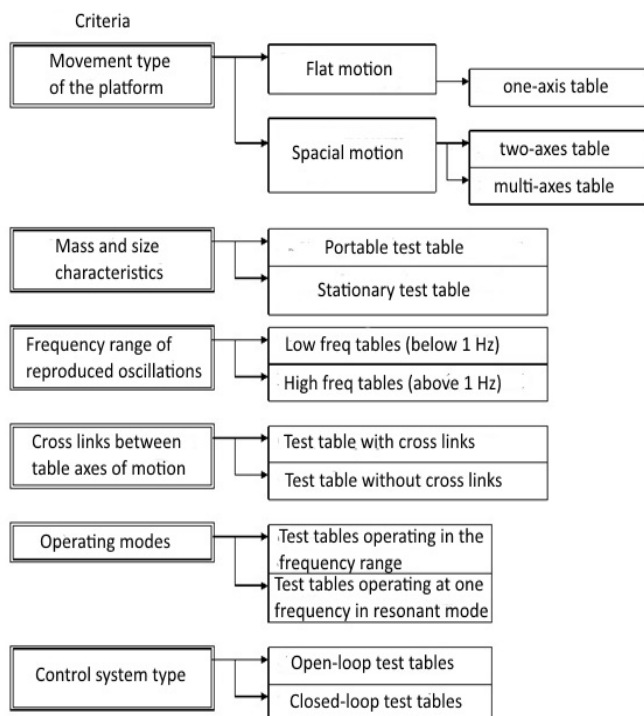 Criteria
Movement type
of the platform
Flat motion
one-axis table
Spacial motion
two-axes table
multi-axes table
Mass and size
characteristics
Portable test table
Stationary test table
Frequency range of
reproduced oscillations
Low freq tables (below 1 Hz)
High freq tables (above 1 Hz)
Cross links between
table axes of motion
Test table with cross links
Test table without cross links
Operating modes
Test tables operating in the
frequency range
Test tables operating at one
frequency in resonant mode
Control system type
Open-loop test tables
Closed-loop test tables